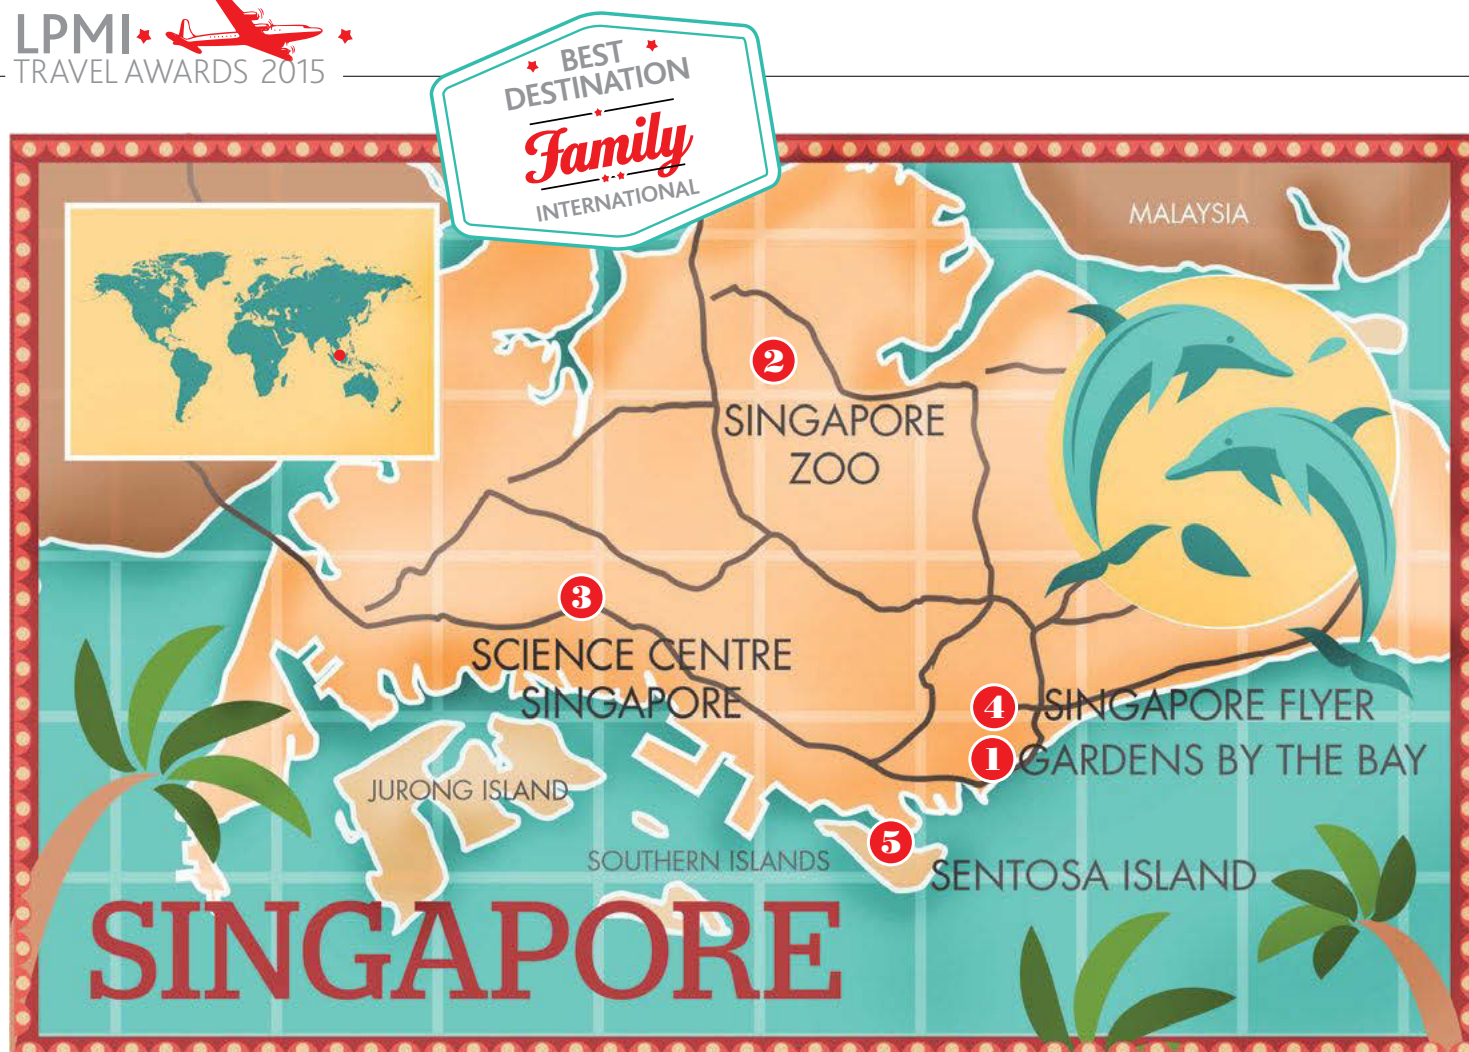 LPMI
TRAVEL AWARDS 2015
BEST
DESTINATION
Family
INTERNATIONAL
MALAYSIA
2
SINGAPORE
ZOO
3
SCIENCE CENTRE
SINGAPORE
4 SINGAPORE FLYER
1 GARDENS BY THE BAY
JURONG ISLAND
5
SOUTHERN ISLANDS
SENTOSA ISLAND
SINGAPORE